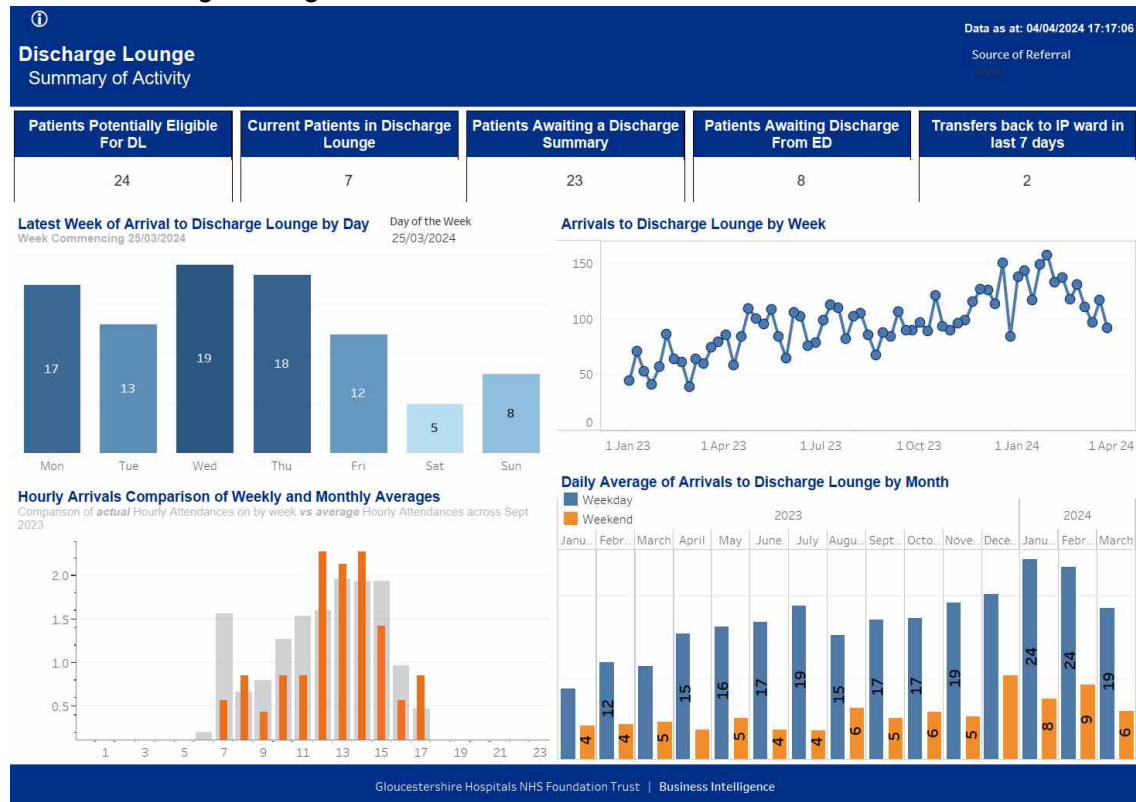 Discharge Lounge
Summary of Activity
Data as at: 04/04/2024 17:17:06
Source of Referral
Patients Potentially Eligible For DL
24
Current Patients in Discharge Lounge
7
Patients Awaiting a Discharge Summary
23
Patients Awaiting Discharge From ED
8
Transfers back to IP ward in last 7 days
2
Latest Week of Arrival to Discharge Lounge by Day
Week Commencing 25/03/2024
Day of the Week
25/03/2024
17 13 19 18 12 5 8
Mon Tue Wed Thu Fri Sat Sun
Arrivals to Discharge Lounge by Week
150
100
50
0
1 Jan 23 1 Apr 23 1 Jul 23 1 Oct 23 1 Jan 24 1 Apr 24
Hourly Arrivals Comparison of Weekly and Monthly Averages
Comparison of actual Hourly Attendances on by week vs average Hourly Attendances across Sept
2023
2.0
1.5
1.0
0.5
1 3 5 7 9 11 13 15 17 19 21 23
Daily Average of Arrivals to Discharge Lounge by Month
Weekday
Weekend
2023 2024
Janu.. Febr.. March April May June July Augu.. Sept.. Octo.. Nove.. Dece.. Janu.. Febr.. March
4 12 4 5 15 16 5 17 4 19 4 15 6 17 5 17 6 19 5 24 8 24 9 19 6
Gloucestershire Hospitals NHS Foundation Trust | Business Intelligence